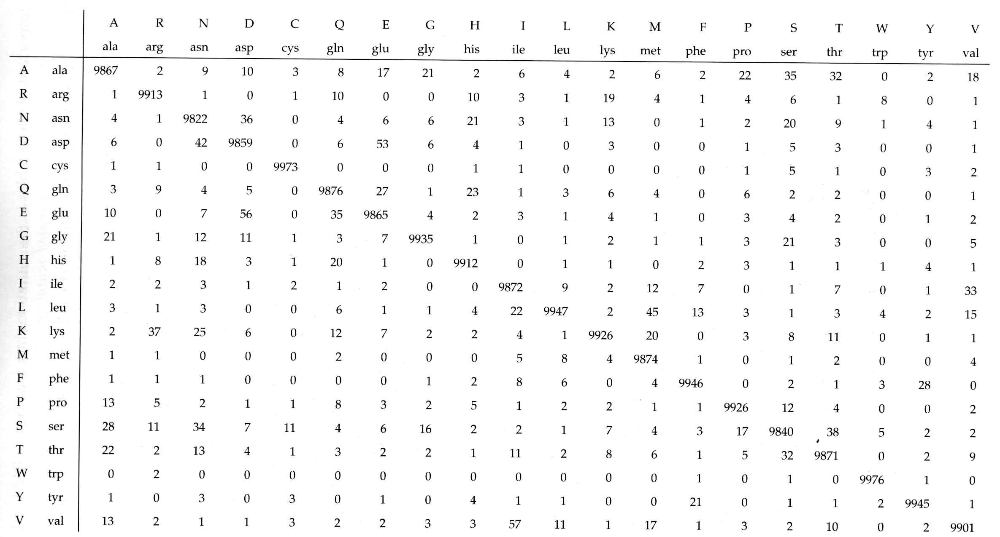 A R N D C Q E G H I L K M F P S T W Y V
ala arg asn asp cys gln glu gly his ile leu lys met phe pro ser thr trp tyr val
A ala 9867 2 9 10 3 8 17 21 2 6 4 2 6 2 22 35 32 0 2 18
R arg 1 9913 1 0 1 10 0 0 10 3 1 19 4 1 4 6 1 8 0 1
N asn 4 1 9822 36 0 4 6 6 21 3 1 13 0 1 2 20 9 1 4 1
D asp 6 0 42 9859 0 6 53 6 4 1 0 3 0 0 1 5 3 0 0 1
C cys 1 1 0 0 9973 0 0 0 1 1 0 0 0 0 1 5 1 0 3 2
Q gln 3 9 4 5 0 9876 27 1 23 1 3 6 4 0 6 2 2 0 0 1
E glu 10 0 7 56 0 35 9865 4 2 3 1 4 1 0 3 4 2 0 1 2
G gly 21 1 12 11 1 3 7 9935 1 0 1 2 1 1 3 21 3 0 0 5
H his 1 8 18 3 1 20 1 0 9912 0 1 1 0 2 3 1 1 1 4 1
I ile 2 2 3 1 2 1 2 0 0 9872 9 2 12 7 0 1 7 0 1 33
L leu 3 1 3 0 0 6 1 1 4 22 9947 2 45 13 3 1 3 4 2 15
K lys 2 37 25 6 0 12 7 2 2 4 1 9926 20 0 3 8 11 0 1 1
M met 1 1 0 0 0 2 0 0 0 5 8 4 9874 1 0 1 2 0 0 4
F phe 1 1 1 0 0 0 0 1 2 8 6 0 4 9946 0 2 1 3 28 0
P pro 13 5 2 1 1 8 3 2 5 1 2 2 1 1 9926 12 4 0 0 2
S ser 28 11 34 7 11 4 6 16 2 2 1 7 4 3 17 9840 38 5 2 2
T thr 22 2 13 4 1 3 2 2 1 11 2 8 6 1 5 32 9871 0 2 9
W trp 0 2 0 0 0 0 0 0 0 0 0 0 0 1 0 1 0 9976 1 0
Y tyr 1 0 3 0 3 0 1 0 4 1 1 0 0 21 0 1 1 2 9945 1
V val 13 2 1 1 3 2 2 3 3 57 11 1 17 1 3 2 10 0 2 9901